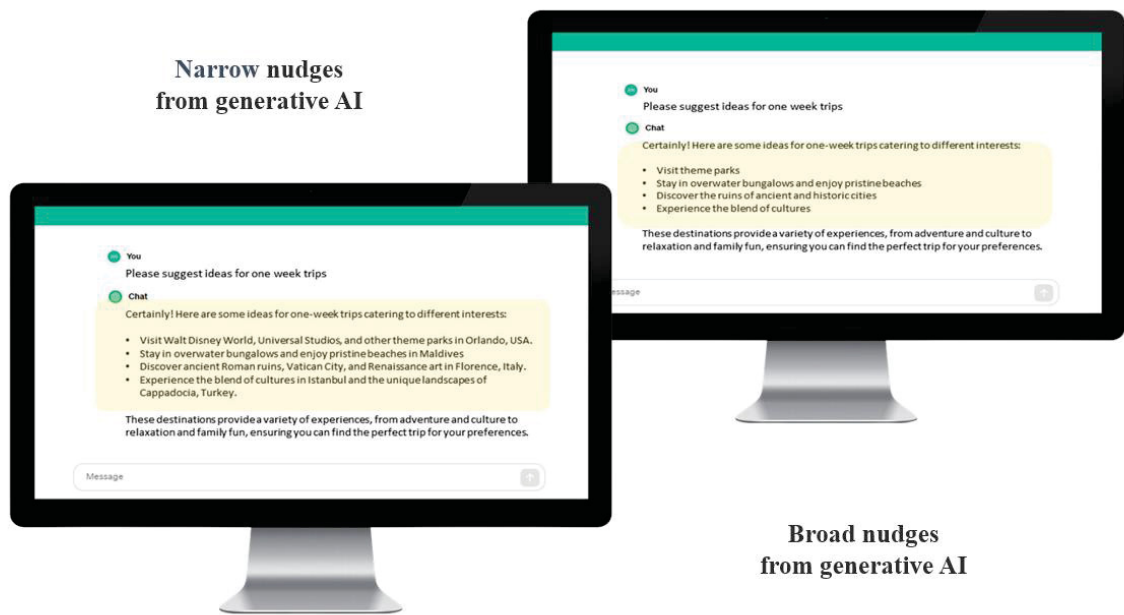 Narrow nudges
from generative AI
You
Please suggest ideas for one week trips
Chat
Certainly! Here are some ideas for one-week trips catering to different interests:
• Visit theme parks
• Stay in overwater bungalows and enjoy pristine beaches
• Discover the ruins of ancient and historic cities
• Experience the blend of cultures
These destinations provide a variety of experiences, from adventure and culture to
relaxation and family fun, ensuring you can find the perfect trip for your preferences.
essage
You
Please suggest ideas for one week trips
Chat
Certainly! Here are some ideas for one-week trips catering to different interests:
• Visit Walt Disney World, Universal Studios, and other theme parks in Orlando, USA.
• Stay in overwater bungalows and enjoy pristine beaches in Maldives
• Discover ancient Roman ruins, Vatican City, and Renaissance art in Florence, Italy.
• Experience the blend of cultures in Istanbul and the unique landscapes of
Cappadocia, Turkey.
These destinations provide a variety of experiences, from adventure and culture to
relaxation and family fun, ensuring you can find the perfect trip for your preferences.
Message
Broad nudges
from generative AI